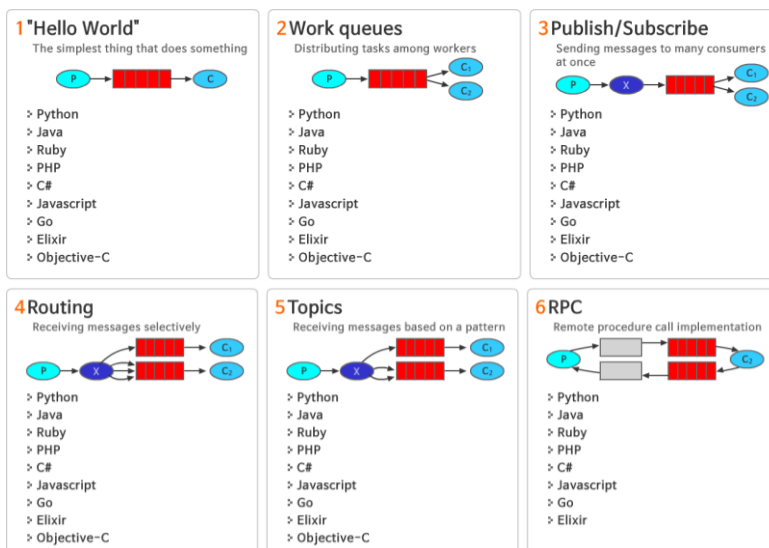 1 "Hello World"
The simplest thing that does something
P C
Python
Java
Ruby
PHP
C#
Javascript
Go
Elixir
Objective-C
2 Work queues
Distributing tasks among workers
P C₁
C₂
Python
Java
Ruby
PHP
C#
Javascript
Go
Elixir
Objective-C
3 Publish/Subscribe
Sending messages to many consumers
at once
P X C₁
C₂
Python
Java
Ruby
PHP
C#
Javascript
Go
Elixir
Objective-C
4 Routing
Receiving messages selectively
C₁
P X C₂
Python
Java
Ruby
PHP
C#
Javascript
Go
Elixir
Objective-C
5 Topics
Receiving messages based on a pattern
C₁
P X C₂
Python
Java
Ruby
PHP
C#
Javascript
Go
Elixir
Objective-C
6 RPC
Remote procedure call implementation
P C₂
Python
Java
Ruby
PHP
C#
Javascript
Go
Elixir